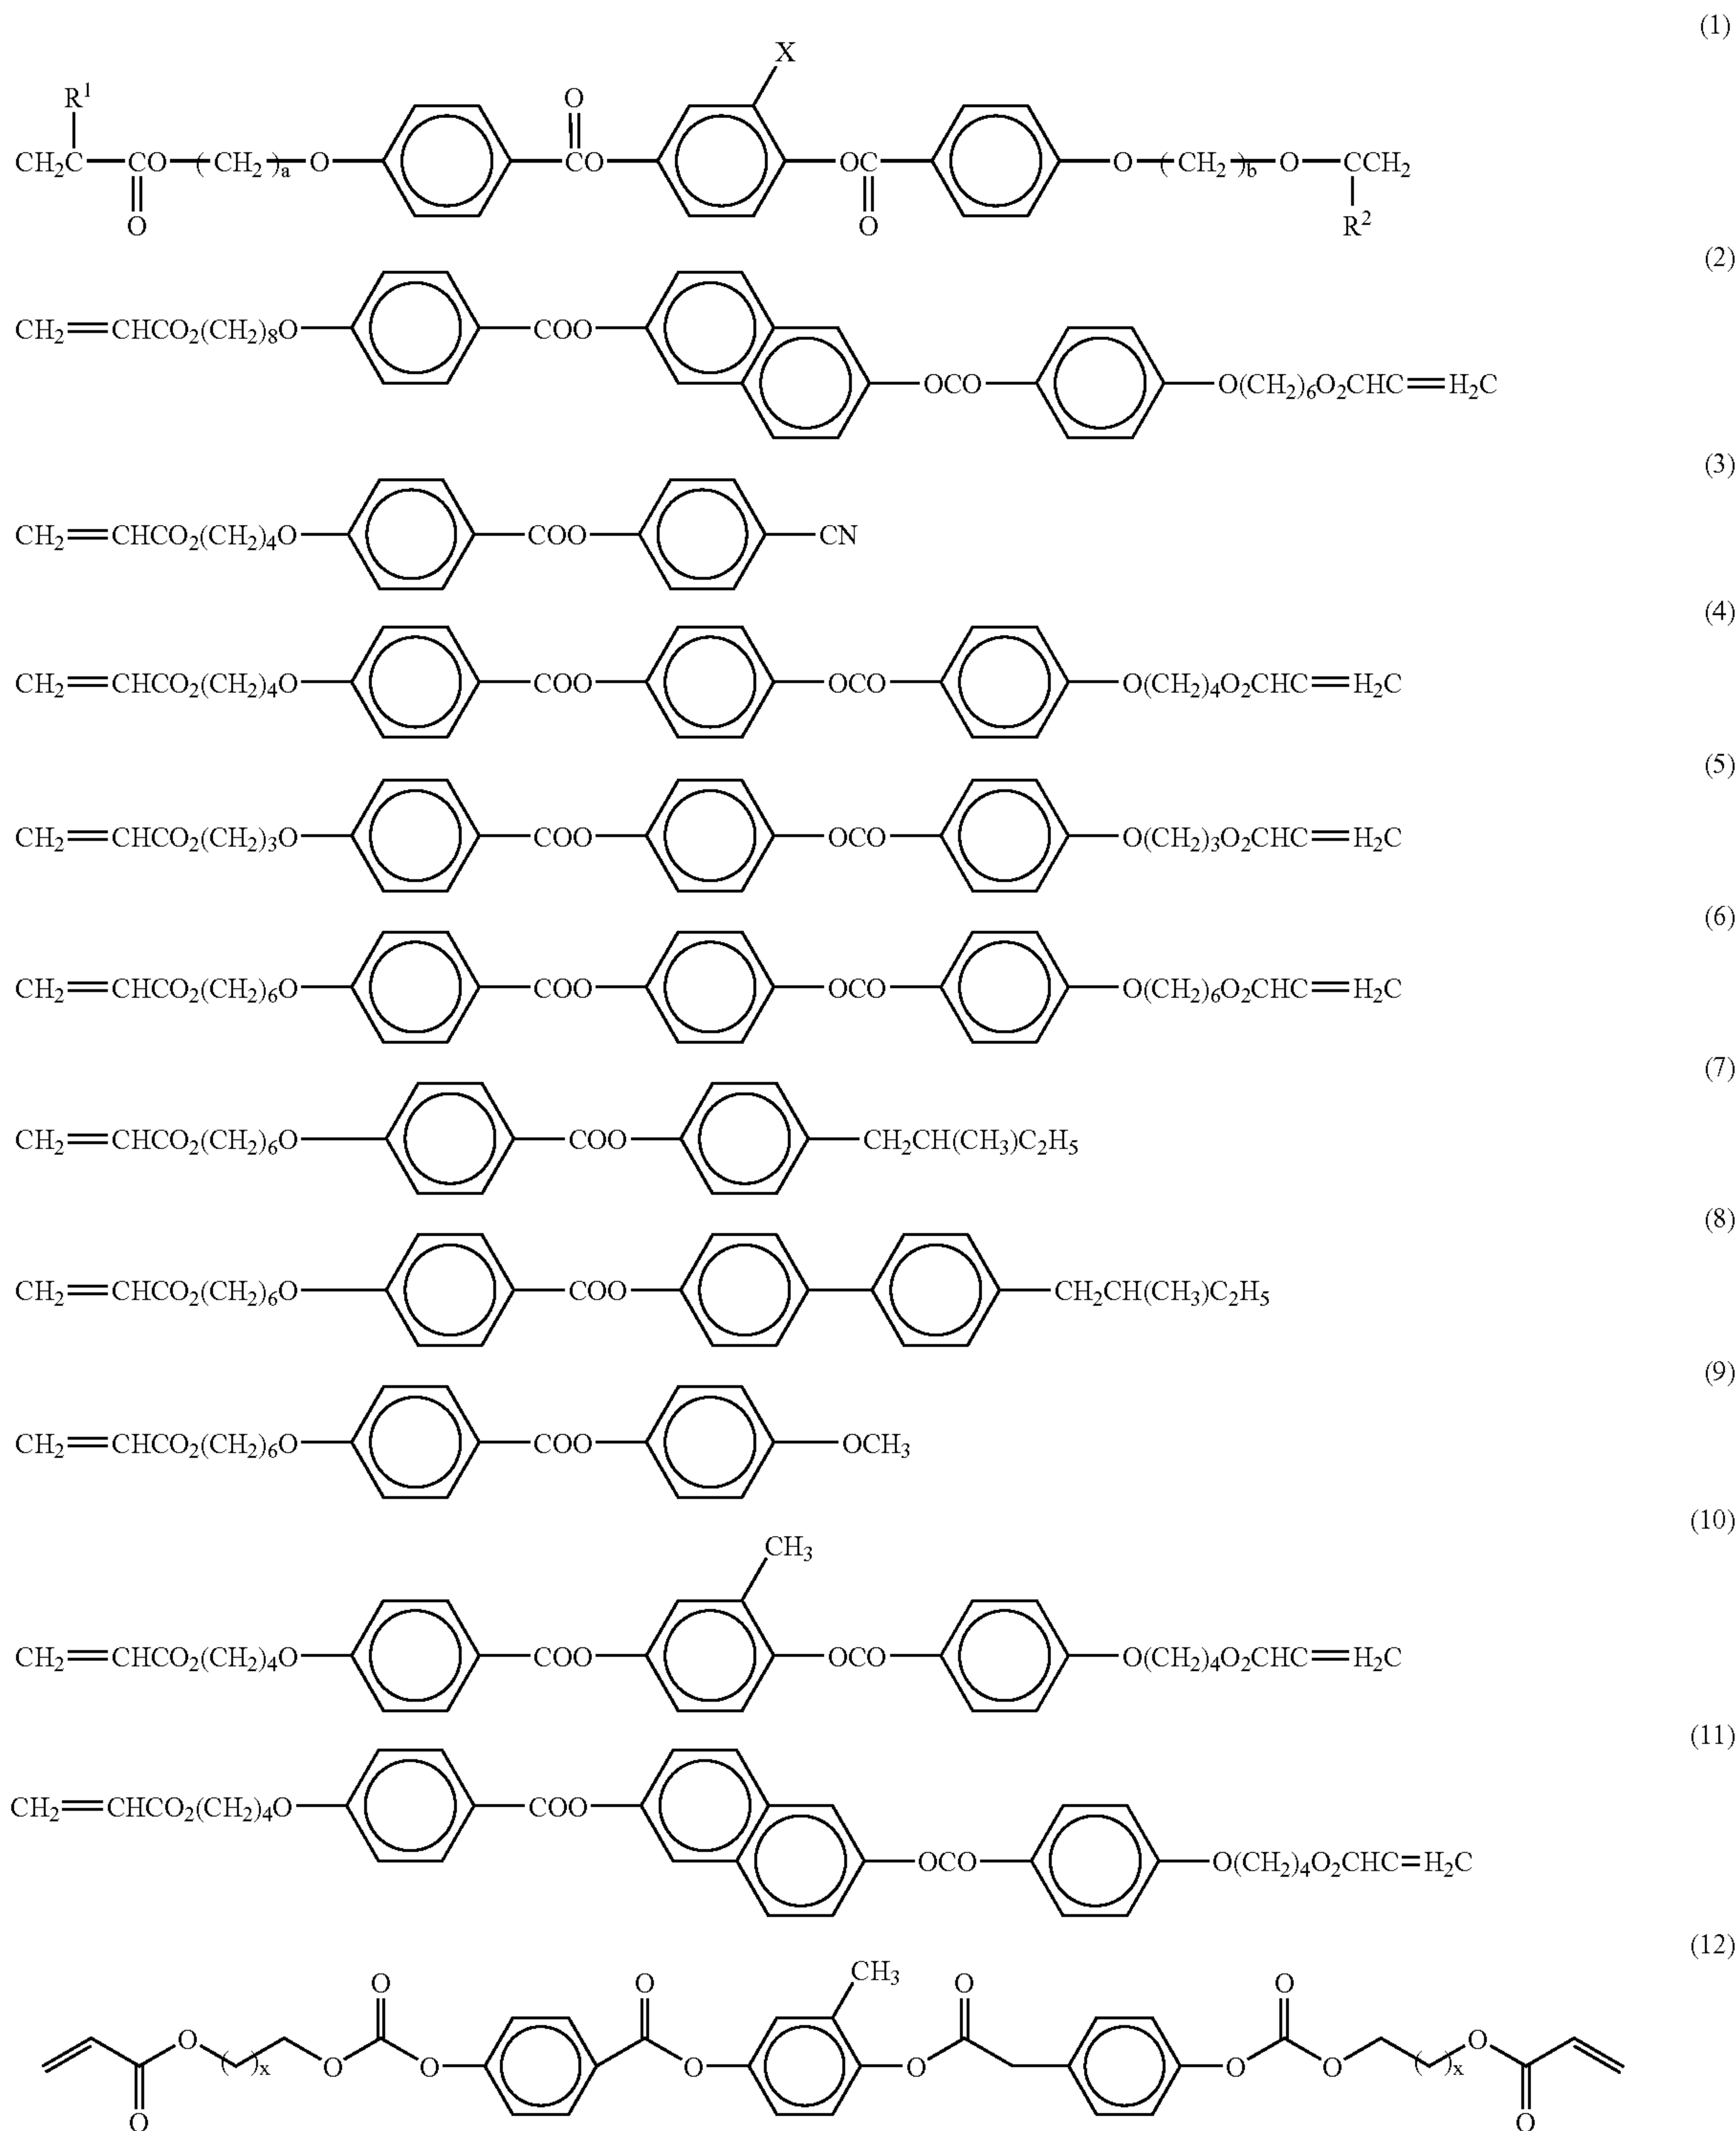 (1)
X
R¹ O
CH₂C—CO—(CH₂)ₐ—O CO OC O—(CH₂)_b—O—CCH₂
O O R²
(2)
CH₂=CHCO₂(CH₂)₈O COO OCO O(CH₂)₆O₂CHC=H₂C
(3)
CH₂=CHCO₂(CH₂)₄O COO CN
(4)
CH₂=CHCO₂(CH₂)₄O COO OCO O(CH₂)₄O₂CHC=H₂C
(5)
CH₂=CHCO₂(CH₂)₃O COO OCO O(CH₂)₃O₂CHC=H₂C
(6)
CH₂=CHCO₂(CH₂)₆O COO OCO O(CH₂)₆O₂CHC=H₂C
(7)
CH₂=CHCO₂(CH₂)₆O COO CH₂CH(CH₃)C₂H₅
(8)
CH₂=CHCO₂(CH₂)₆O COO CH₂CH(CH₃)C₂H₅
(9)
CH₂=CHCO₂(CH₂)₆O COO OCH₃
(10)
CH₃
CH₂=CHCO₂(CH₂)₄O COO OCO O(CH₂)₄O₂CHC=H₂C
(11)
CH₂=CHCO₂(CH₂)₄O COO OCO O(CH₂)₄O₂CHC=H₂C
(12)
O O CH₃ O O
O ( )x O O O O O O ( )x O
O O